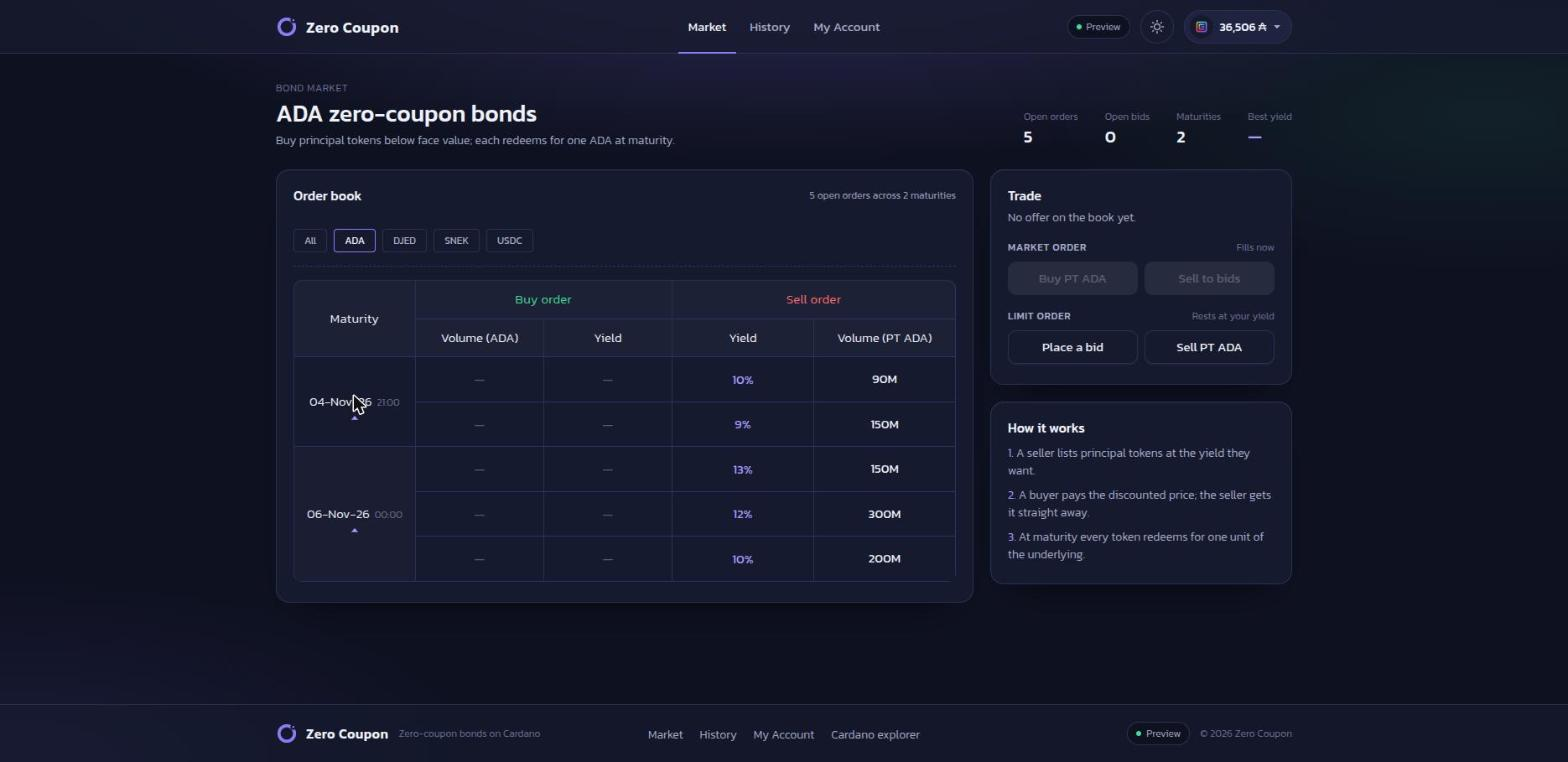 Zero Coupon
Market History My Account
Preview
36,506 ₳
BOND MARKET
ADA zero-coupon bonds
Buy principal tokens below face value; each redeems for one ADA at maturity.
Open orders Open bids Maturities Best yield
5 0 2 —
Order book
5 open orders across 2 maturities
All ADA DJED SNEK USDC
Maturity Buy order Sell order
Volume (ADA) Yield Yield Volume (PT ADA)
04-Nov-26 21:00
— — 10% 90M
— — 9% 150M
06-Nov-26 00:00
— — 13% 150M
— — 12% 300M
— — 10% 200M
Trade
No offer on the book yet.
MARKET ORDER Fills now
Buy PT ADA Sell to bids
LIMIT ORDER Rests at your yield
Place a bid Sell PT ADA
How it works
1. A seller lists principal tokens at the yield they
want.
2. A buyer pays the discounted price; the seller gets
it straight away.
3. At maturity every token redeems for one unit of
the underlying.
Zero Coupon Zero-coupon bonds on Cardano
Market History My Account Cardano explorer
Preview © 2026 Zero Coupon